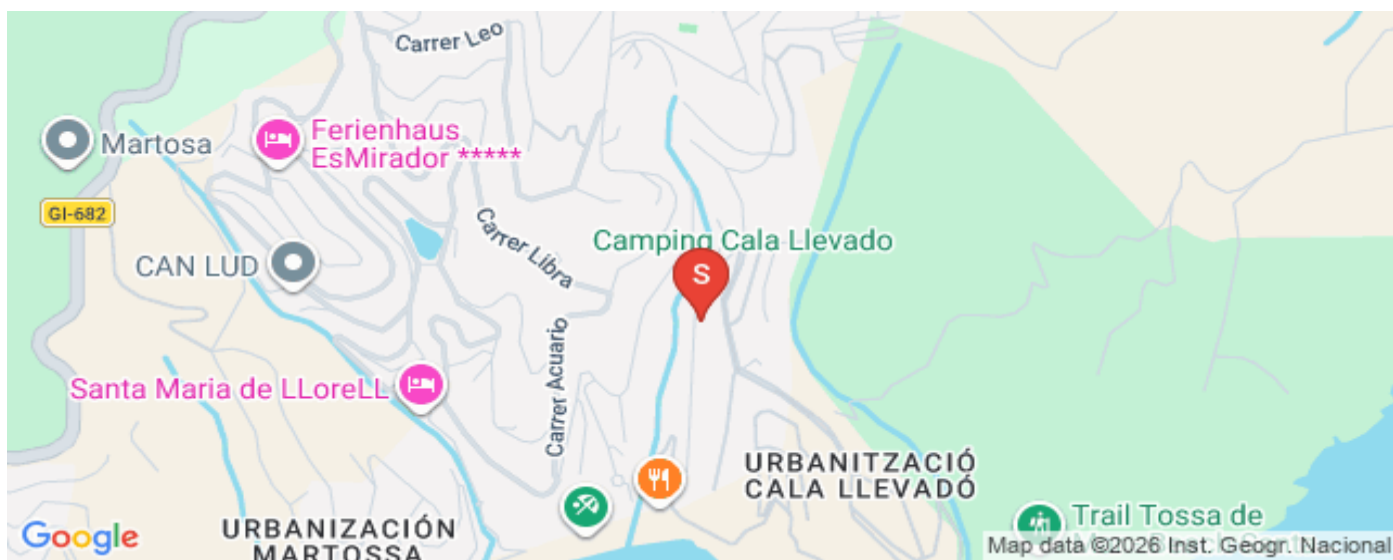 Carrer Leo
Martosa
Ferienhaus
EsMirador *****
GI-682
Carrer Libra
Camping Cala Llevado
CAN LUD
S
Carrer Acuario
Santa Maria de LLoreLL
URBANITZACIÓ
CALA LLEVADÓ
URBANIZACIÓN
MARTOSSA
Trail Tossa de
Google
Map data ©2026 Inst. Geogr. Nacional